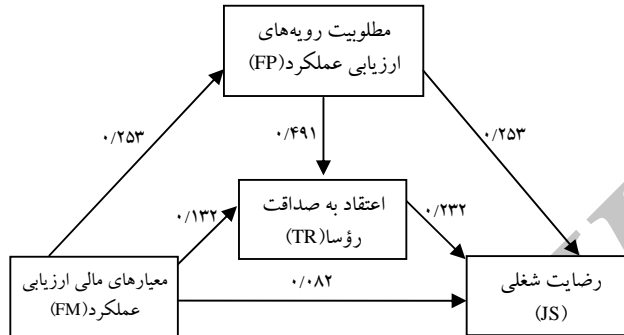 مطلوبیت رویه‌های
ارزیابی عملکرد(FP)
۰/۲۵۳
۰/۴۹۱
۰/۲۵۳
اعتقاد به صداقت
رؤسا(TR)
۰/۱۳۲
۰/۲۳۲
معیارهای مالی ارزیابی
عملکرد(FM)
۰/۰۸۲
رضایت شغلی
(JS)